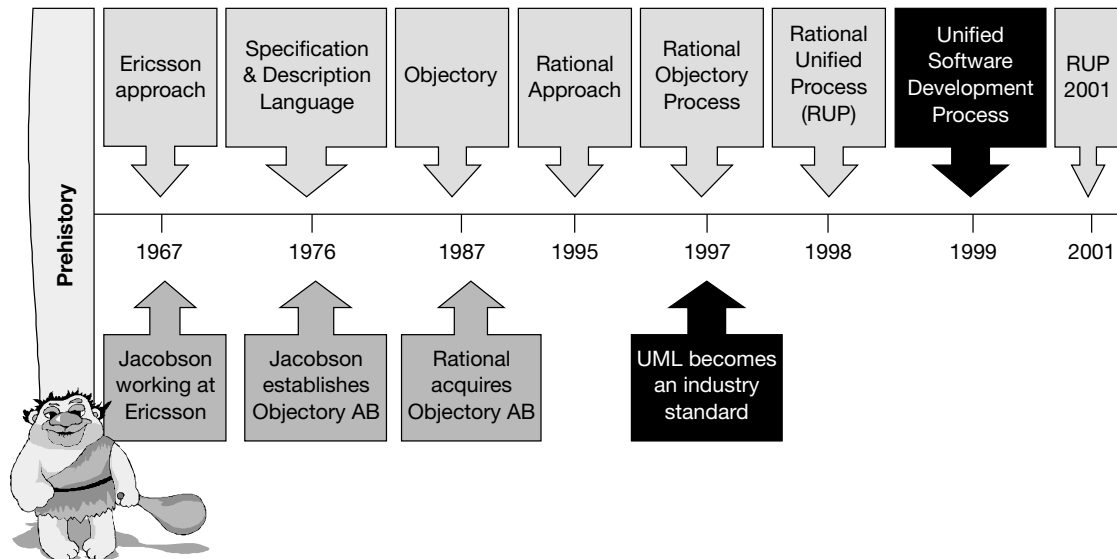 Prehistory
Ericsson
approach
Specification
& Description
Language
Objectory
Rational
Approach
Rational
Objectory
Process
Rational
Unified
Process
(RUP)
Unified
Software
Development
Process
RUP
2001
1967
1976
1987
1995
1997
1998
1999
2001
Jacobson
working at
Ericsson
Jacobson
establishes
Objectory AB
Rational
acquires
Objectory AB
UML becomes
an industry
standard